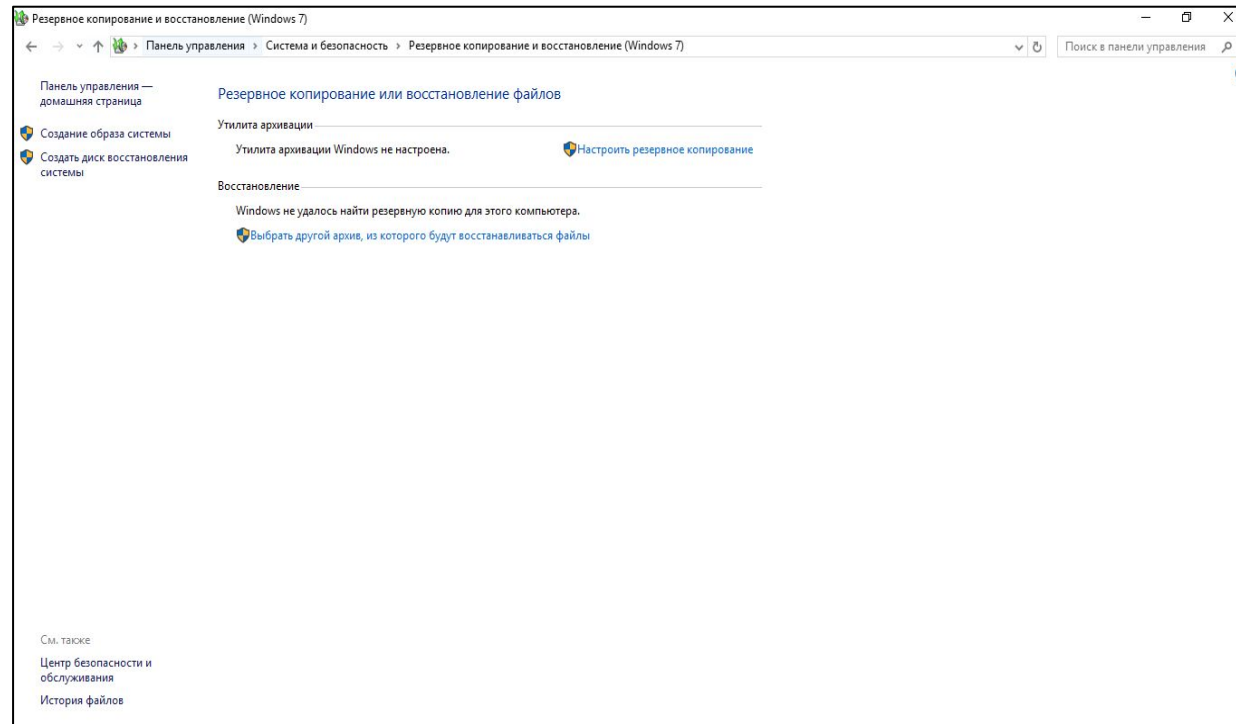 Резервное копирование и восстановление (Windows 7)
Панель управления › Система и безопасность › Резервное копирование и восстановление (Windows 7)
Поиск в панели управления
Панель управления —
домашняя страница
Создание образа системы
Создать диск восстановления
системы
Резервное копирование или восстановление файлов
Утилита архивации
Утилита архивации Windows не настроена.
Настроить резервное копирование
Восстановление
Windows не удалось найти резервную копию для этого компьютера.
Выбрать другой архив, из которого будут восстанавливаться файлы
См. также
Центр безопасности и
обслуживания
История файлов